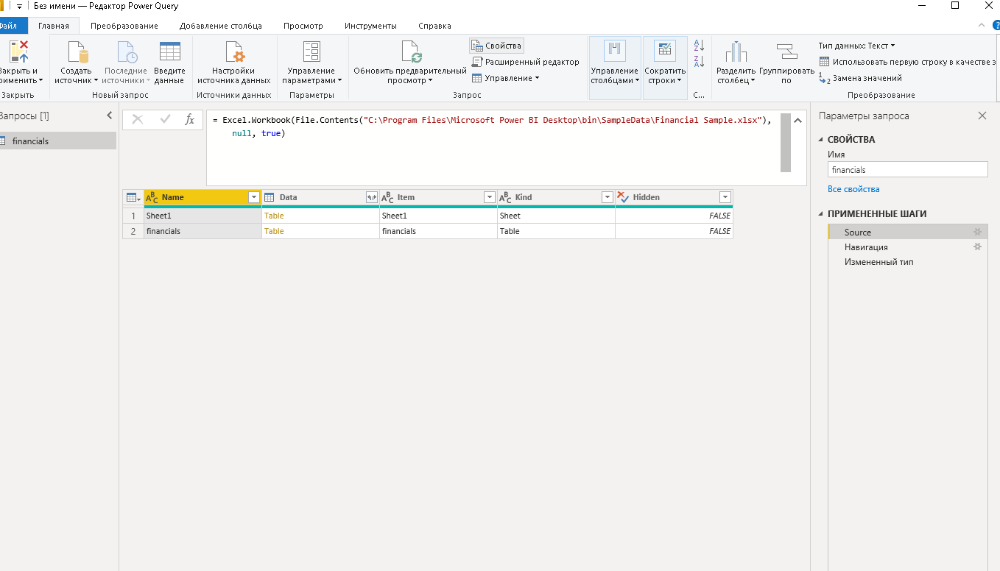 Без имени — Редактор Power Query
Файл Главная Преобразование Добавление столбца Просмотр Инструменты Справка
Закрыть и применить
Закрыть
Создать источник
Последние источники
Введите данные
Новый запрос
Настройки источника данных
Источники данных
Управление параметрами
Параметры
Обновить предварительный просмотр
Свойства
Расширенный редактор
Управление
Запрос
Управление столбцами
Сократить строки
С...
Разделить столбец
Группировать по
Тип данных: Текст
Использовать первую строку в качестве з
Замена значений
Преобразование
Запросы [1]
financials
fx
= Excel.Workbook(File.Contents("C:\Program Files\Microsoft Power BI Desktop\bin\SampleData\Financial Sample.xlsx"),
null, true)
Name Data Item Kind Hidden
1 Sheet1 Table Sheet1 Sheet FALSE
2 financials Table financials Table FALSE
Параметры запроса
СВОЙСТВА
Имя
financials
Все свойства
ПРИМЕНЕННЫЕ ШАГИ
Source
Навигация
Измененный тип